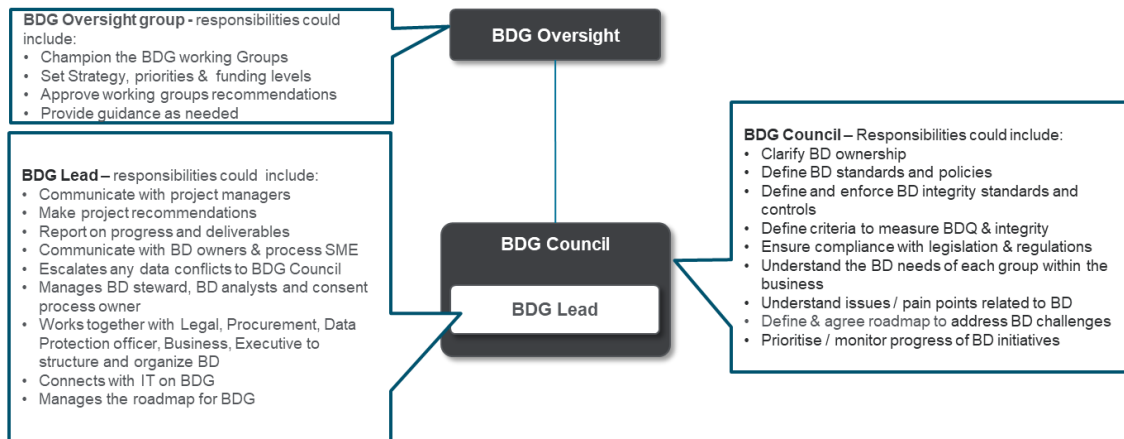 BDG Oversight group - responsibilities could
include:
• Champion the BDG working Groups
• Set Strategy, priorities & funding levels
• Approve working groups recommendations
• Provide guidance as needed
BDG Oversight
BDG Lead – responsibilities could include:
• Communicate with project managers
• Make project recommendations
• Report on progress and deliverables
• Communicate with BD owners & process SME
• Escalates any data conflicts to BDG Council
• Manages BD steward, BD analysts and consent
process owner
• Works together with Legal, Procurement, Data
Protection officer, Business, Executive to
structure and organize BD
• Connects with IT on BDG
• Manages the roadmap for BDG
BDG Council
BDG Lead
BDG Council – Responsibilities could include:
• Clarify BD ownership
• Define BD standards and policies
• Define and enforce BD integrity standards and
controls
• Define criteria to measure BDQ & integrity
• Ensure compliance with legislation & regulations
• Understand the BD needs of each group within the
business
• Understand issues / pain points related to BD
• Define & agree roadmap to address BD challenges
• Prioritise / monitor progress of BD initiatives